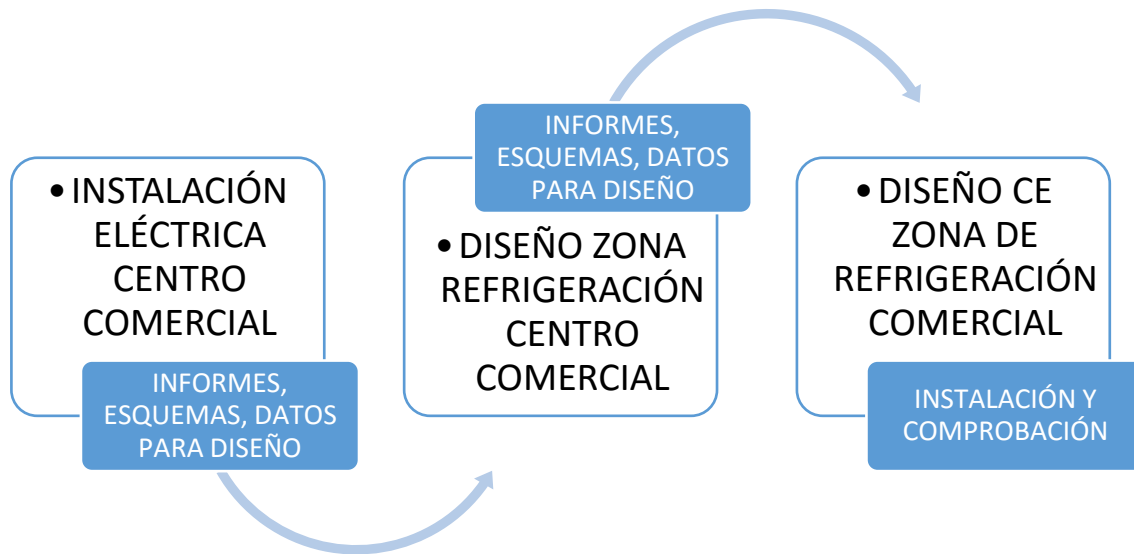 • INSTALACIÓN
ELÉCTRICA
CENTRO
COMERCIAL
INFORMES,
ESQUEMAS, DATOS
PARA DISEÑO
INFORMES,
ESQUEMAS, DATOS
PARA DISEÑO
• DISEÑO ZONA
REFRIGERACIÓN
CENTRO
COMERCIAL
• DISEÑO CE
ZONA DE
REFRIGERACIÓN
COMERCIAL
INSTALACIÓN Y
COMPROBACIÓN